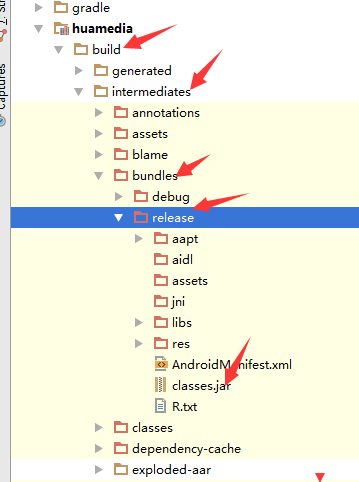 gradle
huamedia
build
generated
intermediates
annotations
assets
blame
bundles
debug
release
aapt
aidl
assets
jni
libs
res
AndroidManifest.xml
classes.jar
R.txt
classes
dependency-cache
exploded-aar
Captures